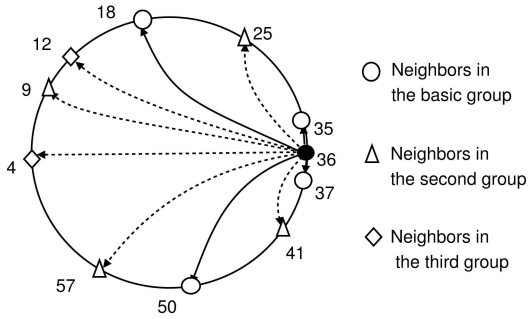 18
25
12
9
4
35
36
37
41
57
50
Neighbors in
the basic group
Neighbors in
the second group
Neighbors in
the third group